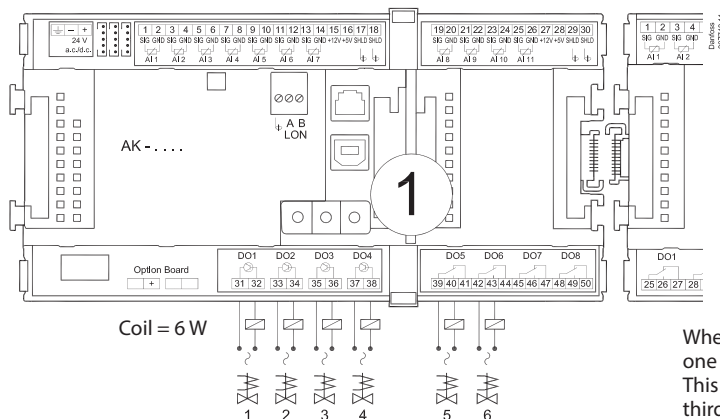 ⏚ – +
24 V
a.c./d.c.
1 2 3 4 5 6 7 8 9 10 11 12 13 14 15 16 17 18
SIG GND SIG GND SIG GND SIG GND SIG GND SIG GND SIG GND +12V +5V SHLD SHLD
AI 1 AI 2 AI 3 AI 4 AI 5 AI 6 AI 7
19 20 21 22 23 24 25 26 27 28 29 30
SIG GND SIG GND SIG GND SIG GND +12V +5V SHLD SHLD
AI 8 AI 9 AI 10 AI 11
1 2 3 4
SIG GND SIG GND
AI 1 AI 2
Danfoss
A B
LON
AK - . . . .
1
Option Board
+
DO1 DO2 DO3 DO4
31 32 33 34 35 36 37 38
DO5 DO6 DO7 DO8
39 40 41 42 43 44 45 46 47 48 49 50
DO1
25 26 27 28
Coil = 6 W
1 2 3 4 5 6
Whe
one
This
third